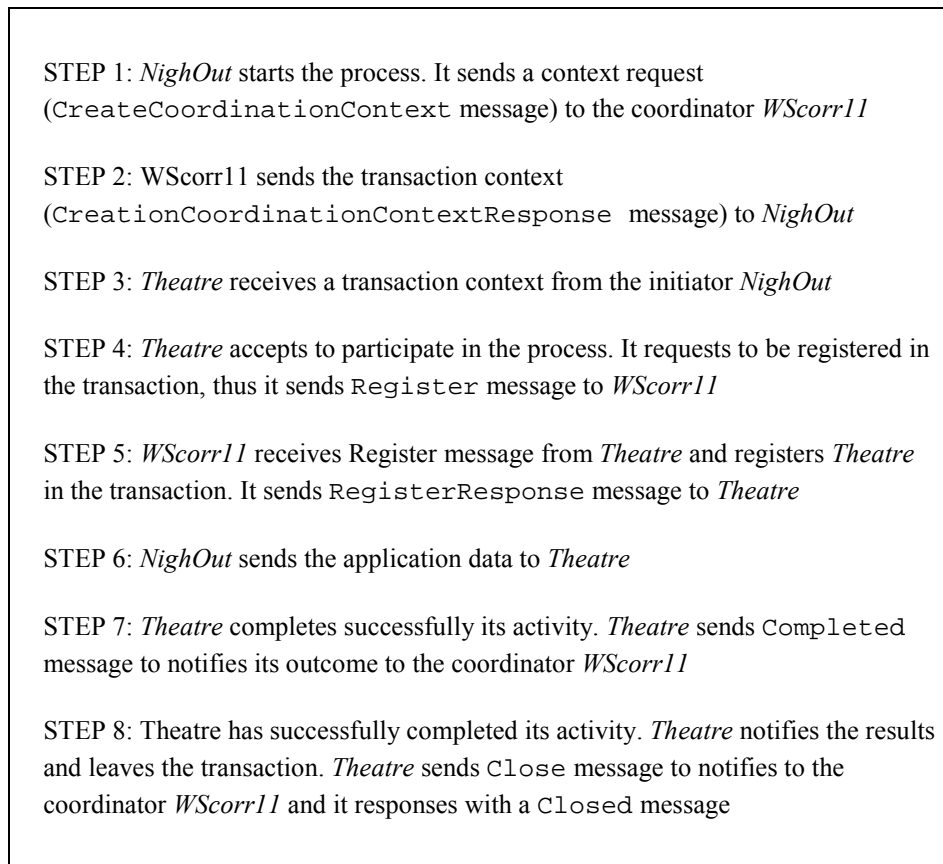 STEP 1: NighOut starts the process. It sends a context request
(CreateCoordinationContext message) to the coordinator WScorr11
STEP 2: WScorr11 sends the transaction context
(CreationCoordinationContextResponse message) to NighOut
STEP 3: Theatre receives a transaction context from the initiator NighOut
STEP 4: Theatre accepts to participate in the process. It requests to be registered in
the transaction, thus it sends Register message to WScorr11
STEP 5: WScorr11 receives Register message from Theatre and registers Theatre
in the transaction. It sends RegisterResponse message to Theatre
STEP 6: NighOut sends the application data to Theatre
STEP 7: Theatre completes successfully its activity. Theatre sends Completed
message to notifies its outcome to the coordinator WScorr11
STEP 8: Theatre has successfully completed its activity. Theatre notifies the results
and leaves the transaction. Theatre sends Close message to notifies to the
coordinator WScorr11 and it responses with a Closed message